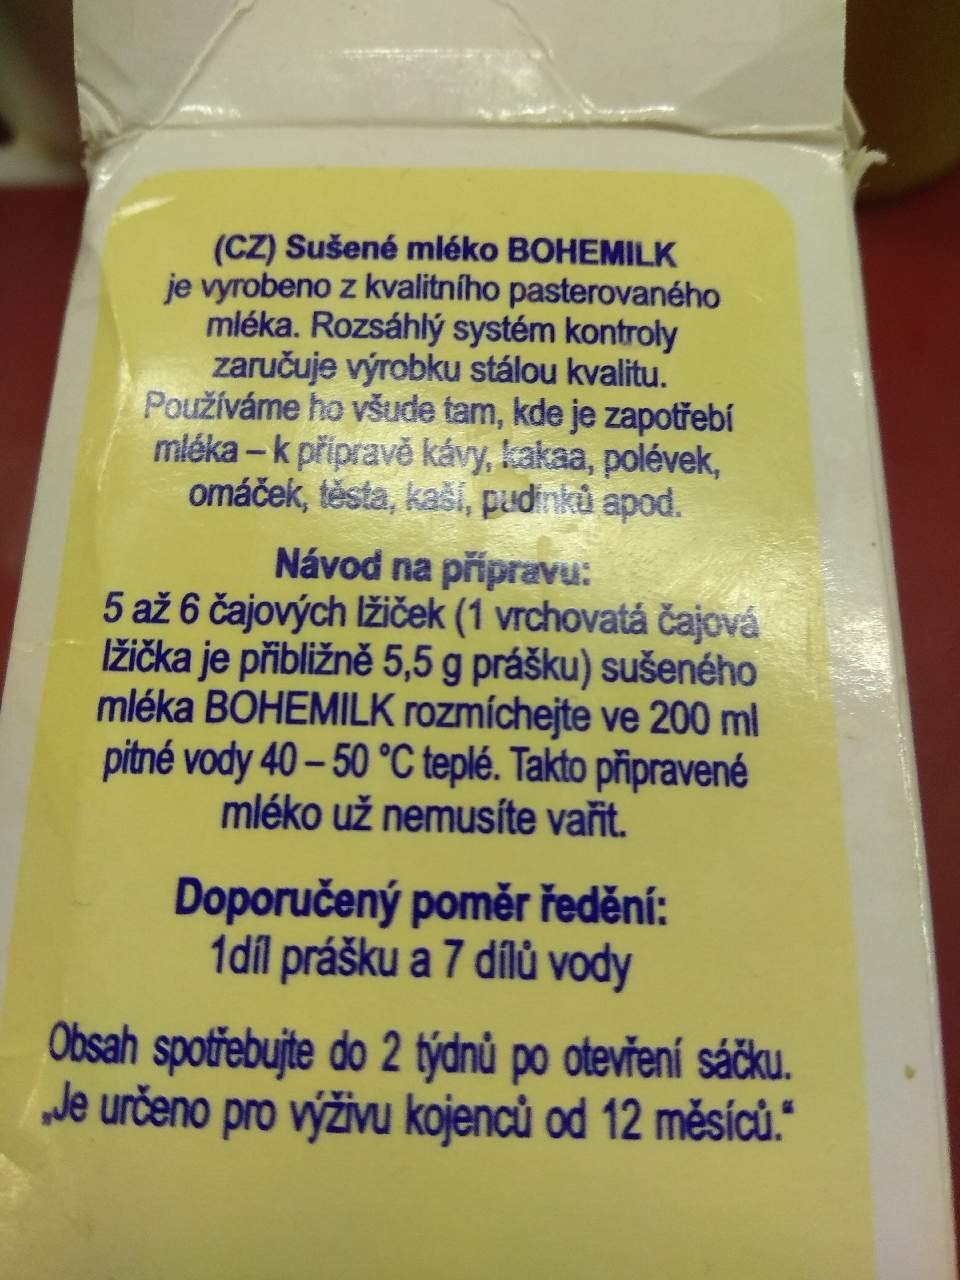 (CZ) Sušené mléko BOHEMILK
je vyrobeno z kvalitního pasterovaného
mléka. Rozsáhlý systém kontroly
zaručuje výrobku stálou kvalitu.
Používáme ho všude tam, kde je zapotřebí
mléka – k přípravě kávy, kakaa, polévek,
omáček, těsta, kaší, pudinků apod.
Návod na přípravu:
5 až 6 čajových lžiček (1 vrchovatá čajová
lžička je přibližně 5,5 g prášku) sušeného
mléka BOHEMILK rozmíchejte ve 200 ml
pitné vody 40 – 50 °C teplé. Takto připravené
mléko už nemusíte vařit.
Doporučený poměr ředění:
1díl prášku a 7 dílů vody
Obsah spotřebujte do 2 týdnů po otevření sáčku.
„Je určeno pro výživu kojenců od 12 měsíců.“